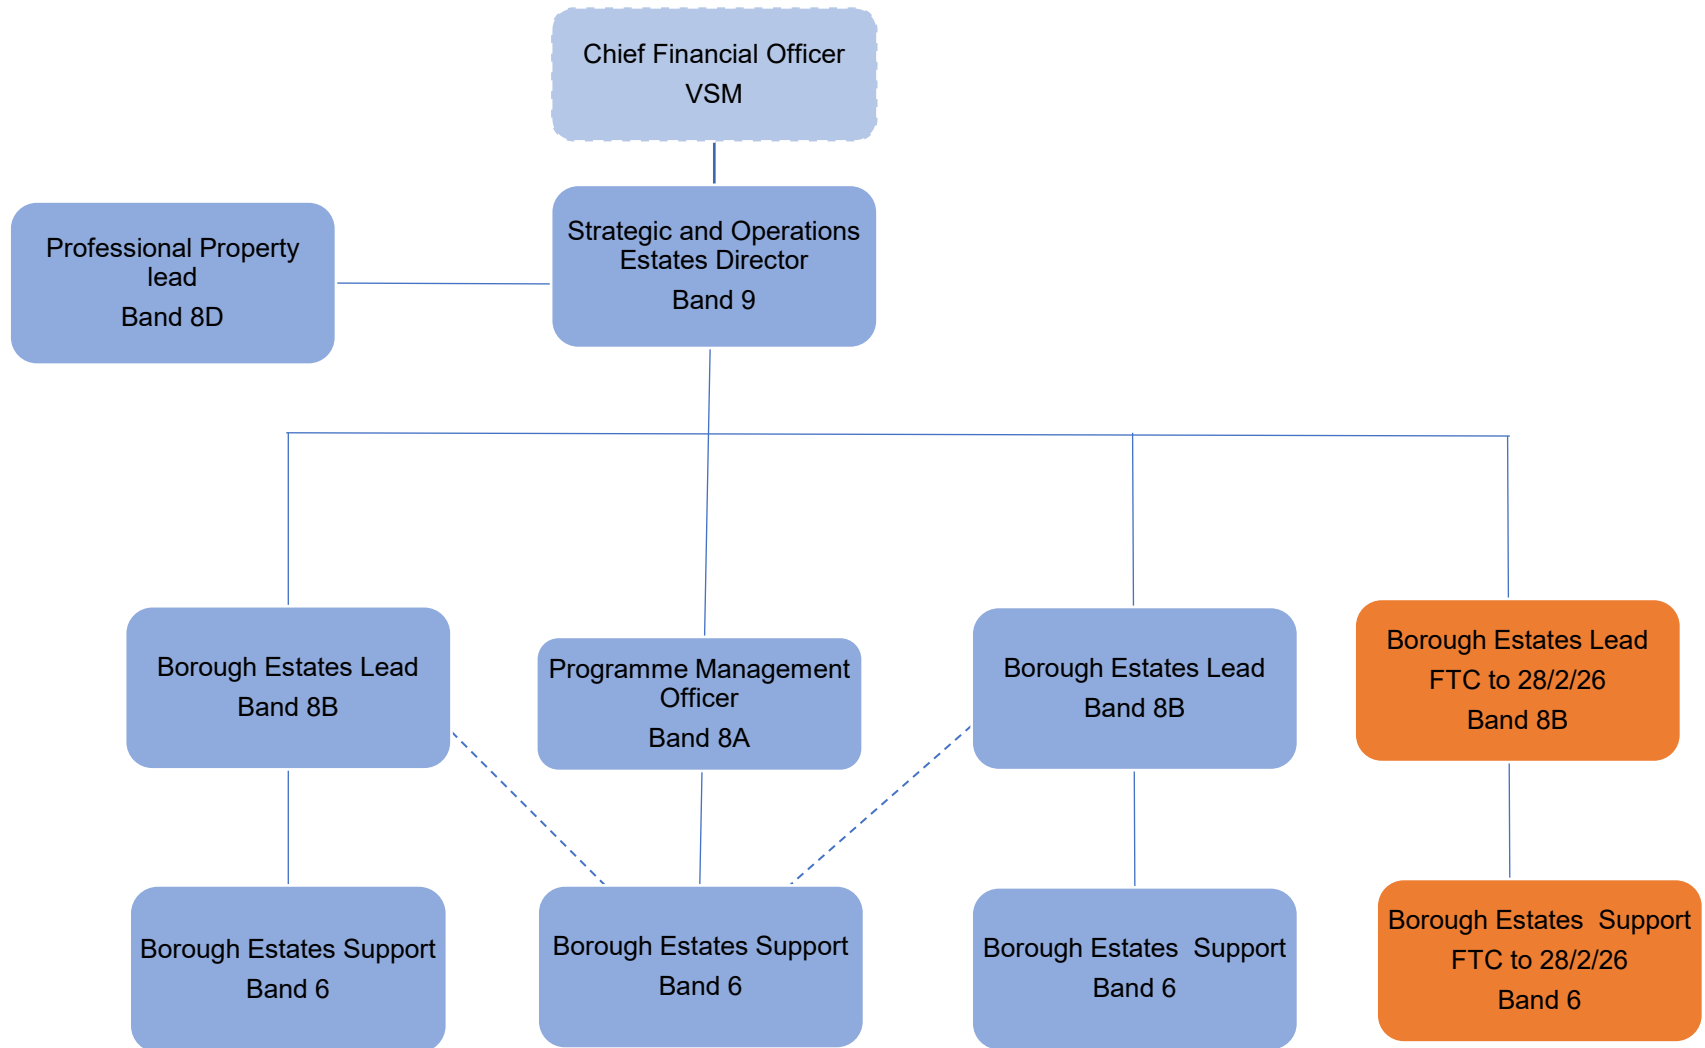 Chief Financial Officer
VSM
Professional Property
lead
Band 8D
Strategic and Operations
Estates Director
Band 9
Borough Estates Lead
Band 8B
Programme Management
Officer
Band 8A
Borough Estates Lead
Band 8B
Borough Estates Lead
FTC to 28/2/26
Band 8B
Borough Estates Support
Band 6
Borough Estates Support
Band 6
Borough Estates  Support
Band 6
Borough Estates  Support
FTC to 28/2/26
Band 6